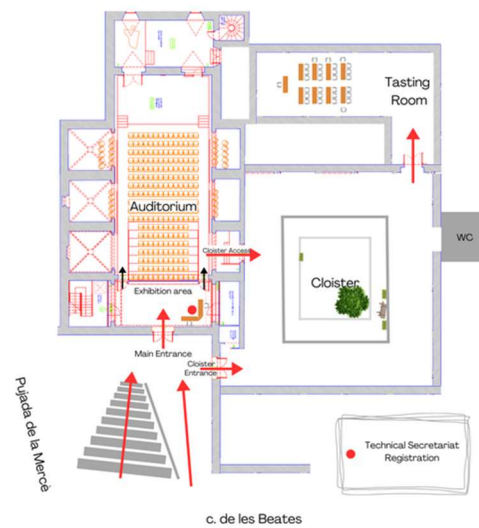 Tasting
Room
Auditorium
WC
Cloister Access
Cloister
Exhibition area
Main Entrance
Cloister
Entrance
Pujada de la Mercè
Technical Secretariat
Registration
c. de les Beates